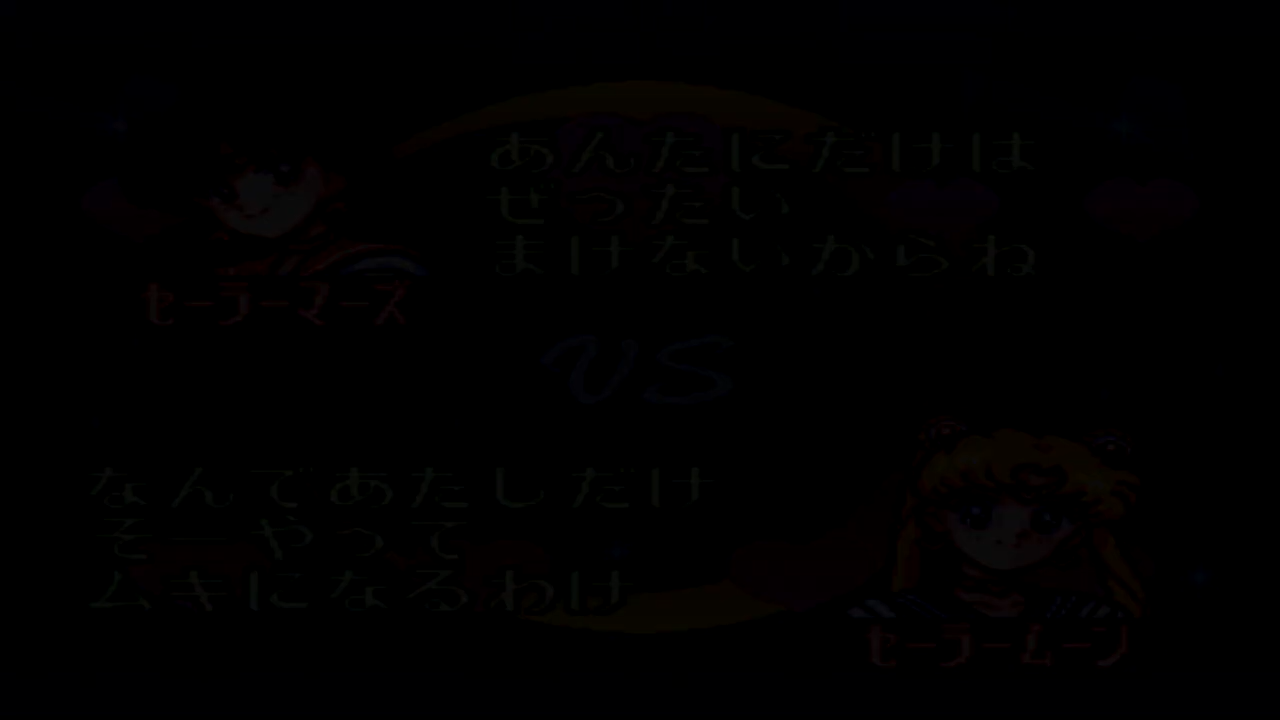 あんたにだけは
ぜったい
まけないからね
セーラーマーズ
VS
なんであたしだけ
そーやって
ムキになるわけ
セーラームーン